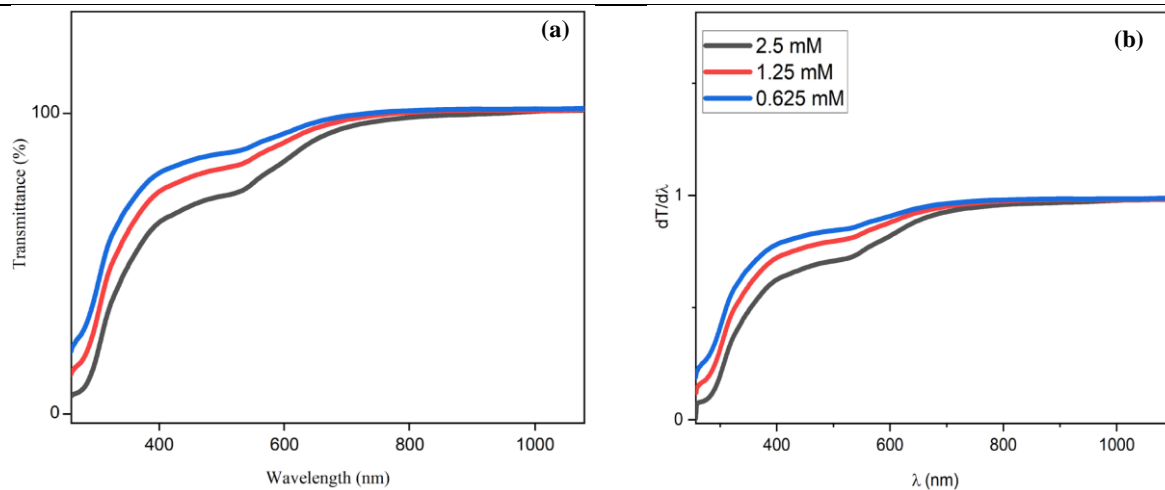 (a)
Transmittance (%)
100
0
400
600
800
1000
Wavelength (nm)
(b)
2.5 mM
1.25 mM
0.625 mM
dT/dλ
1
0
400
600
800
1000
λ (nm)